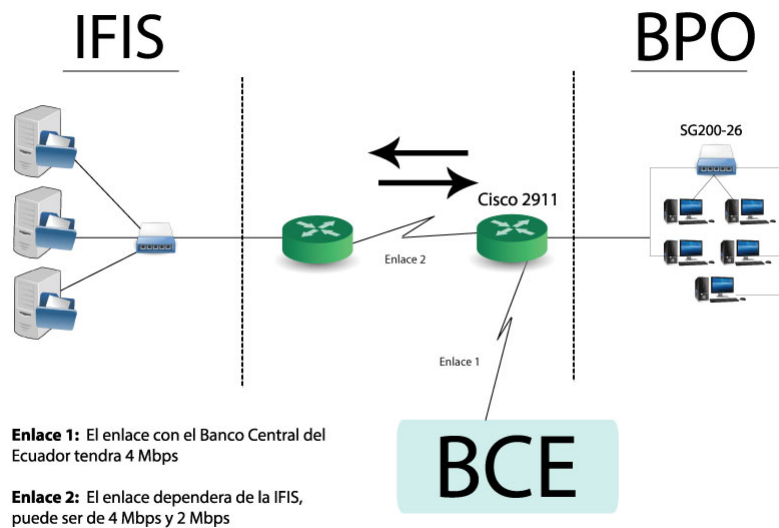 IFIS
BPO
SG200-26
Cisco 2911
Enlace 2
Enlace 1
BCE
Enlace 1: El enlace con el Banco Central del
Ecuador tendra 4 Mbps
Enlace 2: El enlace dependera de la IFIS,
puede ser de 4 Mbps y 2 Mbps